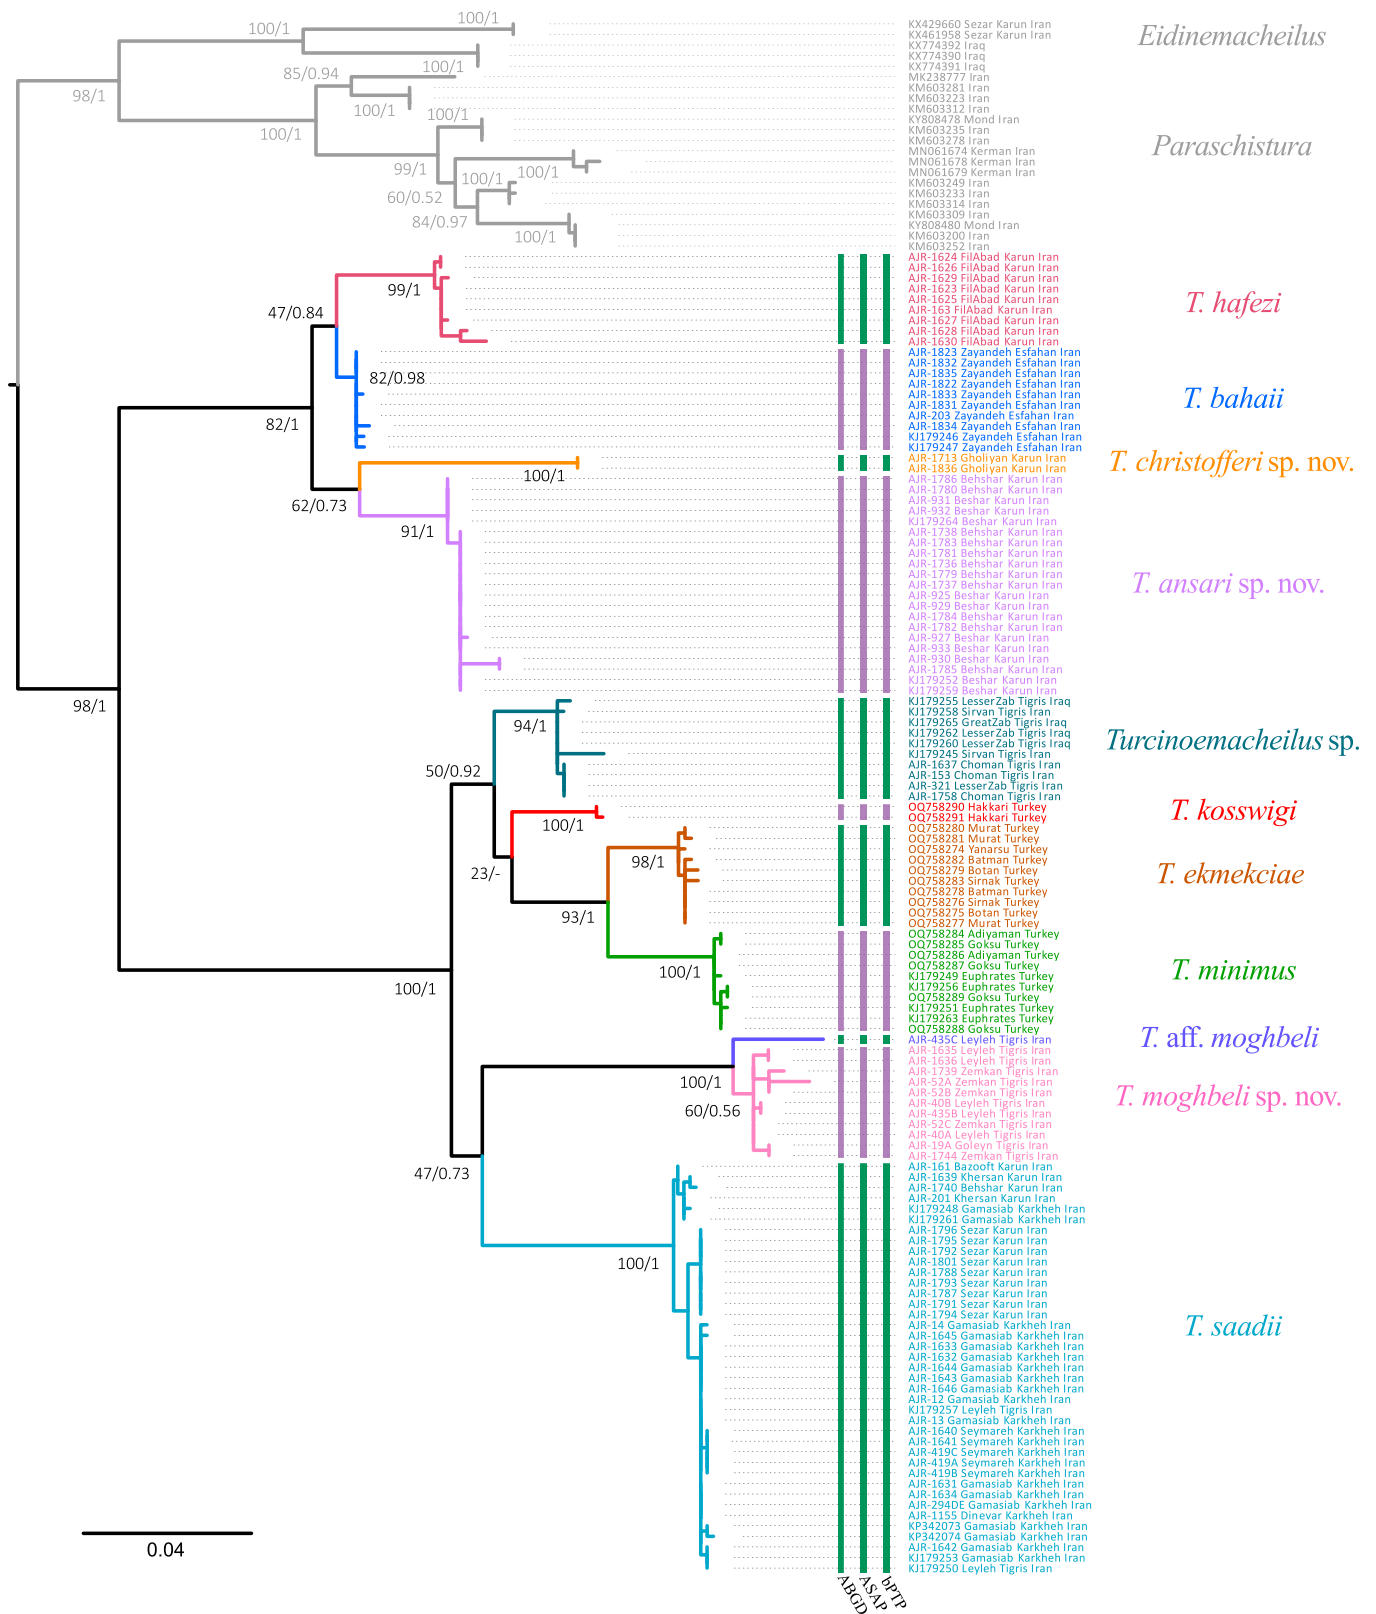 100/1
100/1
85/0.94
100/1
98/1
100/1
100/1
100/1
99/1
100/1
100/1
60/0.52
84/0.97
100/1
99/1
47/0.84
82/0.98
82/1
100/1
62/0.73
91/1
98/1
94/1
50/0.92
100/1
23/-
98/1
93/1
100/1
100/1
100/1
60/0.56
47/0.73
100/1
0.04
KX429660 Sezar Karun Iran
KX461958 Sezar Karun Iran
KX774392 Iraq
KX774390 Iraq
KX774391 Iraq
MK238777 Iran
KM603281 Iran
KM603223 Iran
KM603312 Iran
KY808478 Mond Iran
KM603235 Iran
KM603278 Iran
MN061674 Kerman Iran
MN061678 Kerman Iran
MN061679 Kerman Iran
KM603249 Iran
KM603233 Iran
KM603314 Iran
KM603309 Iran
KY808480 Mond Iran
KM603200 Iran
KM603252 Iran
AJR-1624 FilAbad Karun Iran
AJR-1626 FilAbad Karun Iran
AJR-1629 FilAbad Karun Iran
AJR-1623 FilAbad Karun Iran
AJR-1625 FilAbad Karun Iran
AJR-163 FilAbad Karun Iran
AJR-1627 FilAbad Karun Iran
AJR-1628 FilAbad Karun Iran
AJR-1630 FilAbad Karun Iran
AJR-1823 Zayandeh Esfahan Iran
AJR-1832 Zayandeh Esfahan Iran
AJR-1835 Zayandeh Esfahan Iran
AJR-1822 Zayandeh Esfahan Iran
AJR-1833 Zayandeh Esfahan Iran
AJR-1831 Zayandeh Esfahan Iran
AJR-203 Zayandeh Esfahan Iran
AJR-1834 Zayandeh Esfahan Iran
KJ179246 Zayandeh Esfahan Iran
KJ179247 Zayandeh Esfahan Iran
AJR-1713 Gholiyan Karun Iran
AJR-1836 Gholiyan Karun Iran
AJR-1786 Behshar Karun Iran
AJR-1780 Behshar Karun Iran
AJR-931 Beshar Karun Iran
AJR-932 Beshar Karun Iran
KJ179264 Beshar Karun Iran
AJR-1738 Behshar Karun Iran
AJR-1783 Behshar Karun Iran
AJR-1781 Behshar Karun Iran
AJR-1736 Behshar Karun Iran
AJR-1779 Behshar Karun Iran
AJR-1737 Behshar Karun Iran
AJR-925 Beshar Karun Iran
AJR-929 Beshar Karun Iran
AJR-1784 Behshar Karun Iran
AJR-1782 Behshar Karun Iran
AJR-927 Beshar Karun Iran
AJR-933 Beshar Karun Iran
AJR-930 Beshar Karun Iran
AJR-1785 Behshar Karun Iran
KJ179252 Beshar Karun Iran
KJ179259 Beshar Karun Iran
KJ179255 LesserZab Tigris Iraq
KJ179258 Sirvan Tigris Iran
KJ179265 GreatZab Tigris Iraq
KJ179262 LesserZab Tigris Iraq
KJ179260 LesserZab Tigris Iraq
KJ179245 Sirvan Tigris Iran
AJR-1637 Choman Tigris Iran
AJR-153 Choman Tigris Iran
AJR-321 LesserZab Tigris Iran
AJR-1758 Choman Tigris Iran
OQ758290 Hakkari Turkey
OQ758291 Hakkari Turkey
OQ758280 Murat Turkey
OQ758281 Murat Turkey
OQ758274 Yanarsu Turkey
OQ758282 Batman Turkey
OQ758279 Botan Turkey
OQ758283 Sirnak Turkey
OQ758278 Batman Turkey
OQ758276 Sirnak Turkey
OQ758275 Botan Turkey
OQ758277 Murat Turkey
OQ758284 Adiyaman Turkey
OQ758285 Goksu Turkey
OQ758286 Adiyaman Turkey
OQ758287 Goksu Turkey
KJ179249 Euphrates Turkey
KJ179256 Euphrates Turkey
OQ758289 Goksu Turkey
KJ179251 Euphrates Turkey
KJ179263 Euphrates Turkey
OQ758288 Goksu Turkey
AJR-435C Leyleh Tigris Iran
AJR-1635 Leyleh Tigris Iran
AJR-1636 Leyleh Tigris Iran
AJR-1739 Zemkan Tigris Iran
AJR-52A Zemkan Tigris Iran
AJR-52B Zemkan Tigris Iran
AJR-40B Leyleh Tigris Iran
AJR-435B Leyleh Tigris Iran
AJR-52C Zemkan Tigris Iran
AJR-40A Leyleh Tigris Iran
AJR-19A Goleyn Tigris Iran
AJR-1744 Zemkan Tigris Iran
AJR-161 Bazooft Karun Iran
AJR-1639 Khersan Karun Iran
AJR-1740 Behshar Karun Iran
AJR-201 Khersan Karun Iran
KJ179248 Gamasiab Karkheh Iran
KJ179261 Gamasiab Karkheh Iran
AJR-1796 Sezar Karun Iran
AJR-1795 Sezar Karun Iran
AJR-1792 Sezar Karun Iran
AJR-1801 Sezar Karun Iran
AJR-1788 Sezar Karun Iran
AJR-1793 Sezar Karun Iran
AJR-1787 Sezar Karun Iran
AJR-1791 Sezar Karun Iran
AJR-1794 Sezar Karun Iran
AJR-14 Gamasiab Karkheh Iran
AJR-1645 Gamasiab Karkheh Iran
AJR-1633 Gamasiab Karkheh Iran
AJR-1632 Gamasiab Karkheh Iran
AJR-1644 Gamasiab Karkheh Iran
AJR-1643 Gamasiab Karkheh Iran
AJR-1646 Gamasiab Karkheh Iran
AJR-12 Gamasiab Karkheh Iran
KJ179257 Leyleh Tigris Iran
AJR-13 Gamasiab Karkheh Iran
AJR-1640 Seymareh Karkheh Iran
AJR-1641 Seymareh Karkheh Iran
AJR-419C Seymareh Karkheh Iran
AJR-419A Seymareh Karkheh Iran
AJR-419B Seymareh Karkheh Iran
AJR-1631 Gamasiab Karkheh Iran
AJR-1634 Gamasiab Karkheh Iran
AJR-294DE Gamasiab Karkheh Iran
AJR-1155 Dinevar Karkheh Iran
KP342073 Gamasiab Karkheh Iran
KP342074 Gamasiab Karkheh Iran
AJR-1642 Gamasiab Karkheh Iran
KJ179253 Gamasiab Karkheh Iran
KJ179250 Leyleh Tigris Iran
ABGD
ASAP
bPTP
Eidinemacheilus
Paraschistura
T. hafezi
T. bahaii
T. christofferi sp. nov.
T. ansari sp. nov.
Turcinoemacheilus sp.
T. kosswigi
T. ekmekciae
T. minimus
T. aff. moghbeli
T. moghbeli sp. nov.
T. saadii